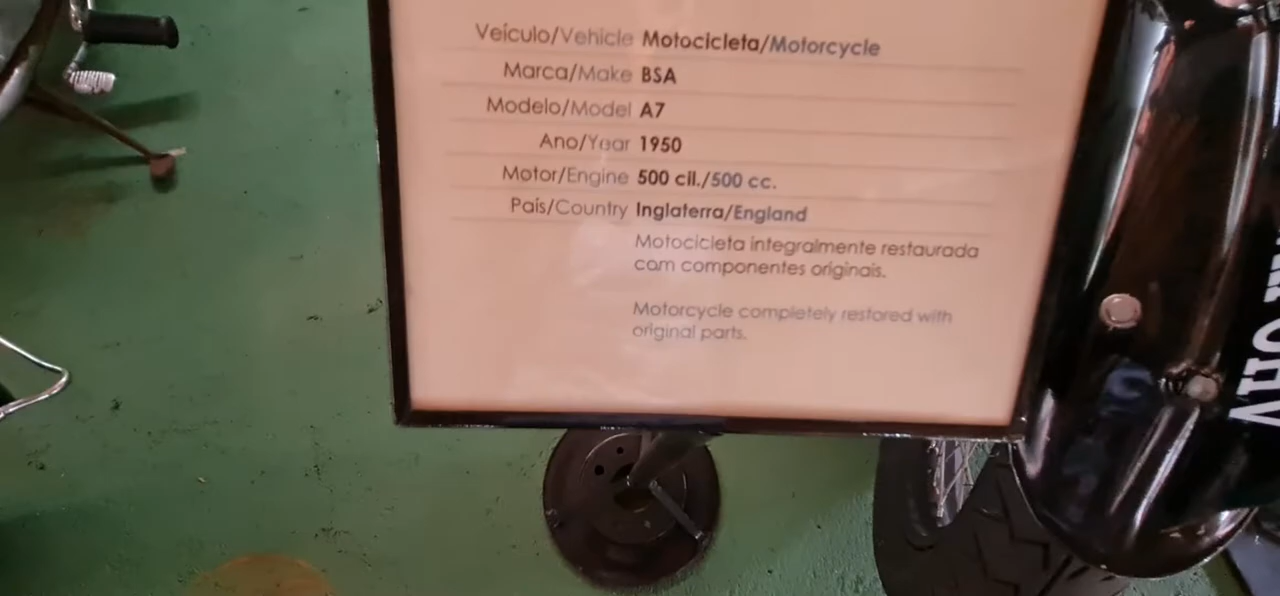 Veículo/Vehicle Motocicleta/Motorcycle
Marca/Make BSA
Modelo/Model A7
Ano/Year 1950
Motor/Engine 500 cil./500 cc.
País/Country Inglaterra/England
Motocicleta integralmente restaurada
com componentes originais.
Motorcycle completely restored with
original parts.